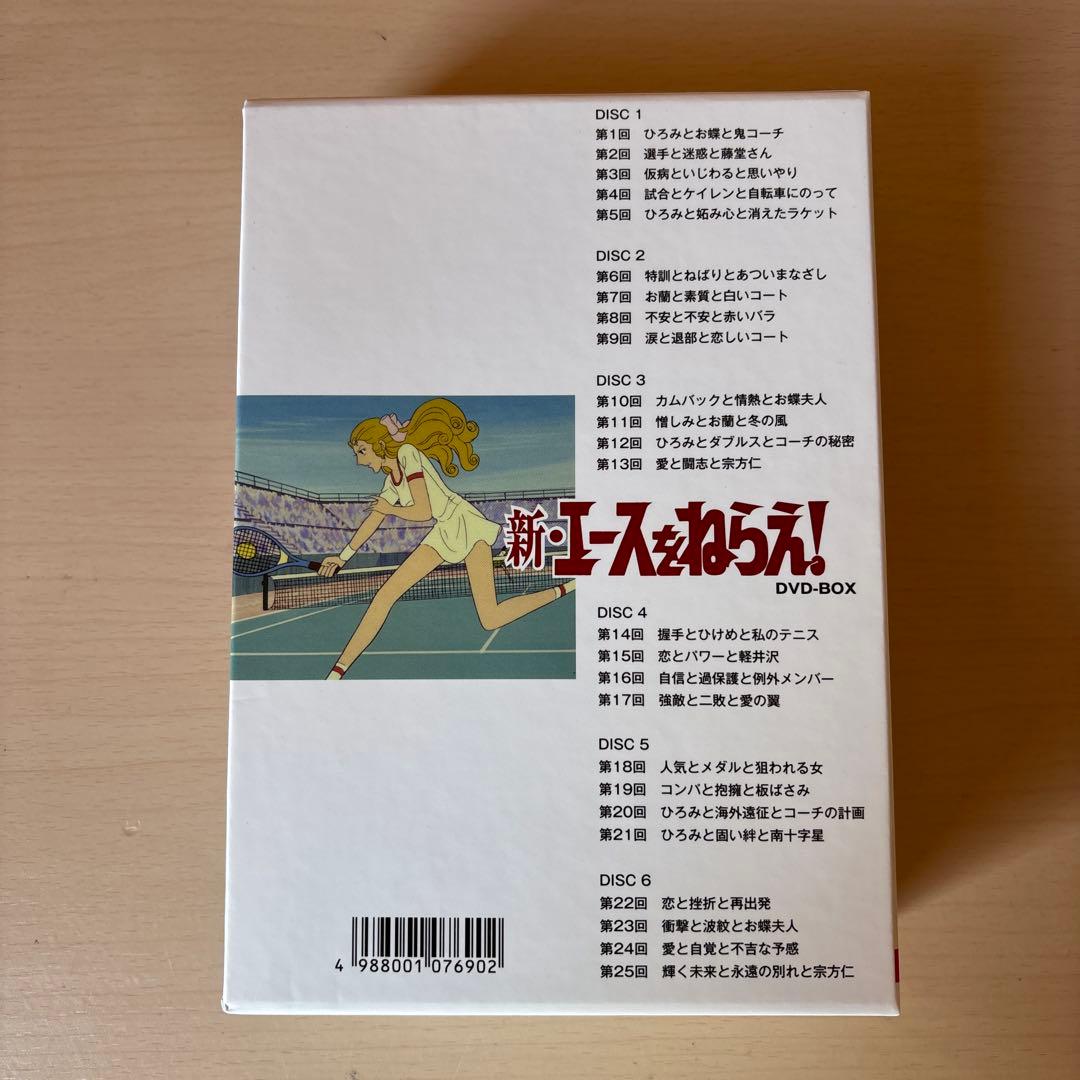 DISC 1
第1回 ひろみとお蝶と鬼コーチ
第2回 選手と迷惑と藤堂さん
第3回 仮病といじわると思いやり
第4回 試合とケイレンと自転車にのって
第5回 ひろみと妬み心と消えたラケット
DISC 2
第6回 特訓とねばりとあついまなざし
第7回 お蘭と素質と白いコート
第8回 不安と不安と赤いバラ
第9回 涙と退部と恋しいコート
DISC 3
第10回 カムバックと情熱とお蝶夫人
第11回 憎しみとお蘭と冬の風
第12回 ひろみとダブルスとコーチの秘密
第13回 愛と闘志と宗方仁
新・エースをねらえ!
DVD-BOX
DISC 4
第14回 握手とひけめと私のテニス
第15回 恋とパワーと軽井沢
第16回 自信と過保護と例外メンバー
第17回 強敵と二敗と愛の翼
DISC 5
第18回 人気とメダルと狙われる女
第19回 コンパと抱擁と板ばさみ
第20回 ひろみと海外遠征とコーチの計画
第21回 ひろみと固い絆と南十字星
DISC 6
第22回 恋と挫折と再出発
第23回 衝撃と波紋とお蝶夫人
第24回 愛と自覚と不吉な予感
第25回 輝く未来と永遠の別れと宗方仁
4 988001 076902